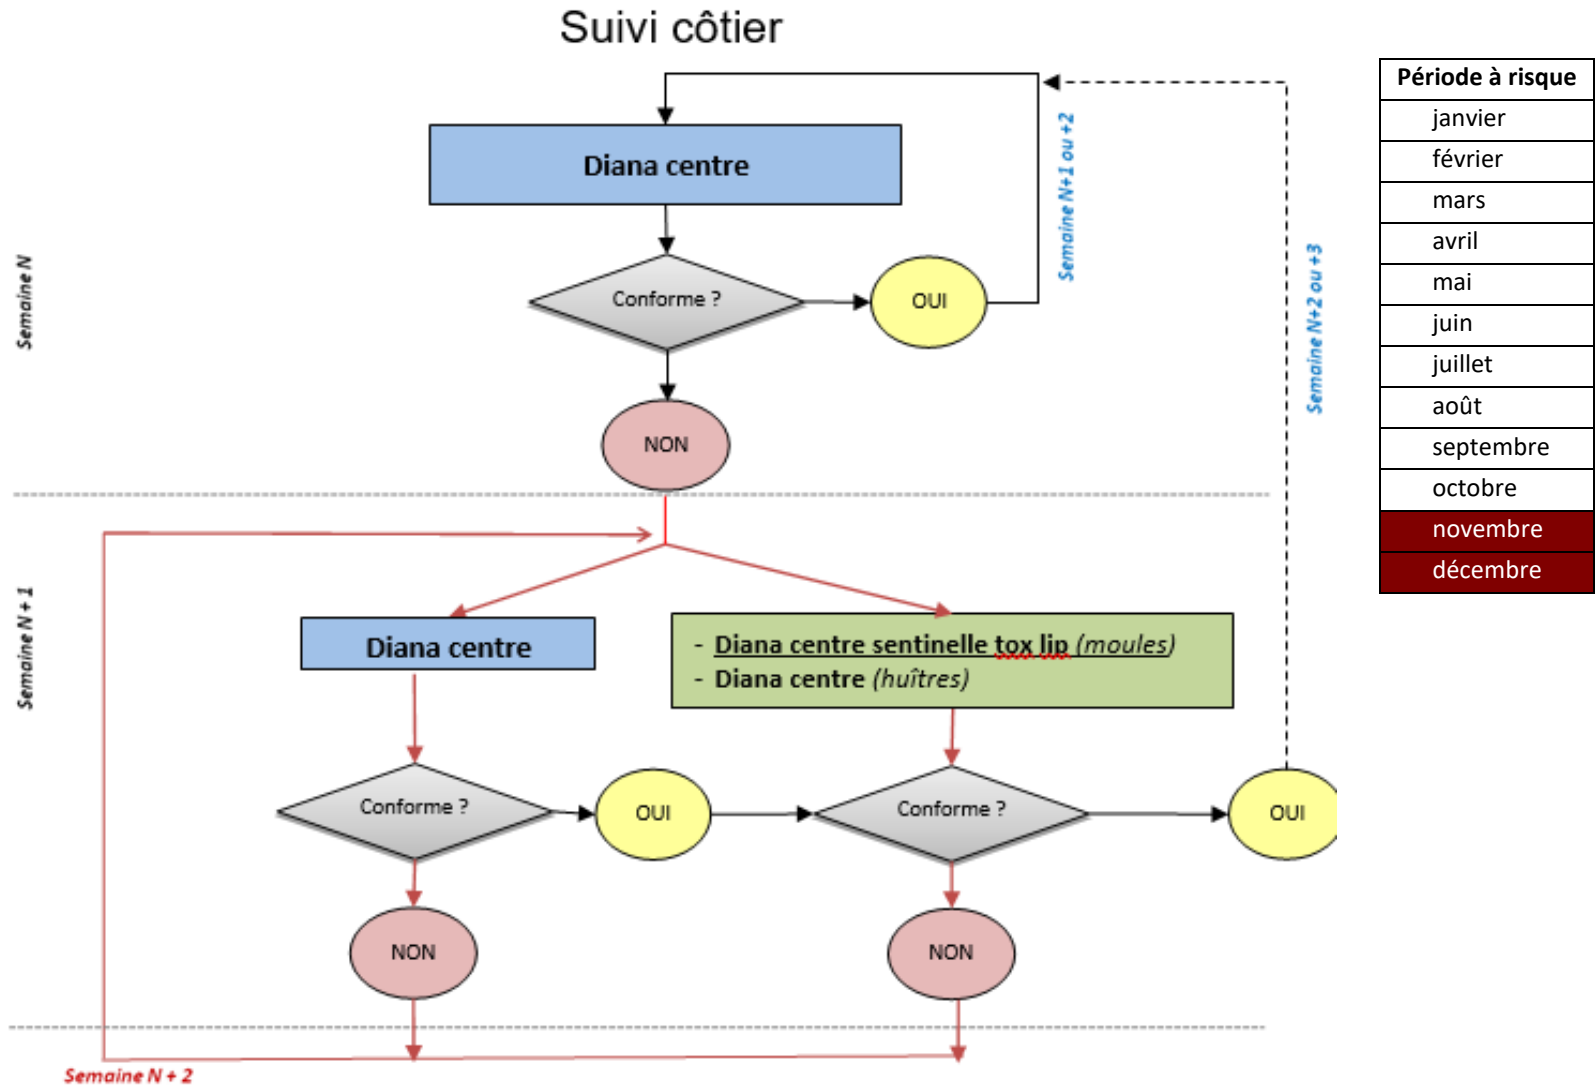 Suivi côtier
Diana centre
Semaine N
Conforme ?
OUI
Semaine N+1 ou +2
Semaine N+2 ou +3
NON
Semaine N + 1
Diana centre
- Diana centre sentinelle tox lip (moules)
- Diana centre (huîtres)
Conforme ?
OUI
Conforme ?
OUI
NON
NON
Semaine N + 2
Période à risque
janvier
février
mars
avril
mai
juin
juillet
août
septembre
octobre
novembre
décembre